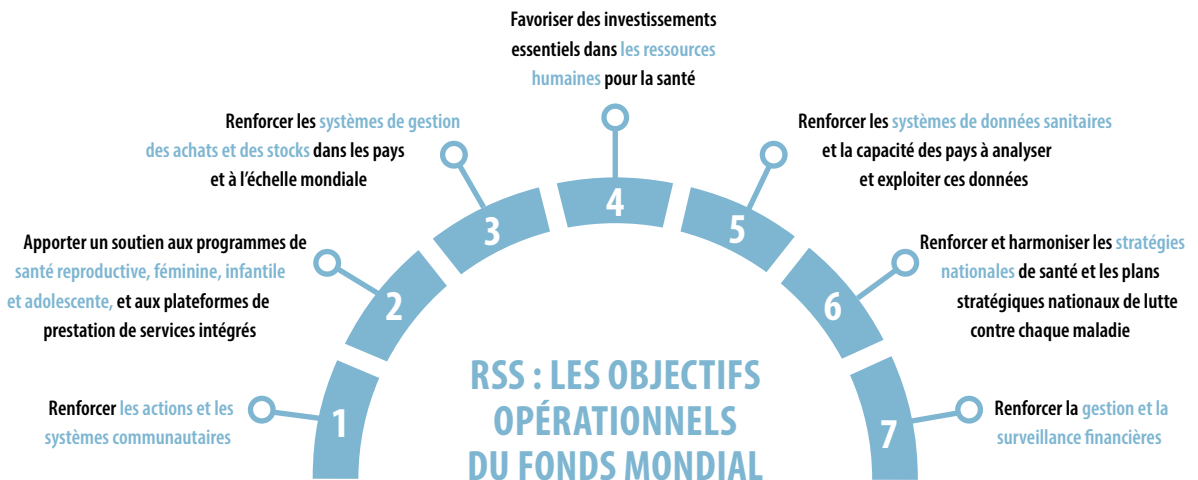 Favoriser des investissements
essentiels dans les ressources
humaines pour la santé
Renforcer les systèmes de gestion
des achats et des stocks dans les pays
et à l'échelle mondiale
Renforcer les systèmes de données sanitaires
et la capacité des pays à analyser
et exploiter ces données
Apporter un soutien aux programmes de
santé reproductive, féminine, infantile
et adolescente, et aux plateformes de
prestation de services intégrés
Renforcer et harmoniser les stratégies
nationales de santé et les plans
stratégiques nationaux de lutte
contre chaque maladie
Renforcer les actions et les
systèmes communautaires
Renforcer la gestion et la
surveillance financières
1
2
3
4
5
6
7
RSS : LES OBJECTIFS
OPÉRATIONNELS
DU FONDS MONDIAL